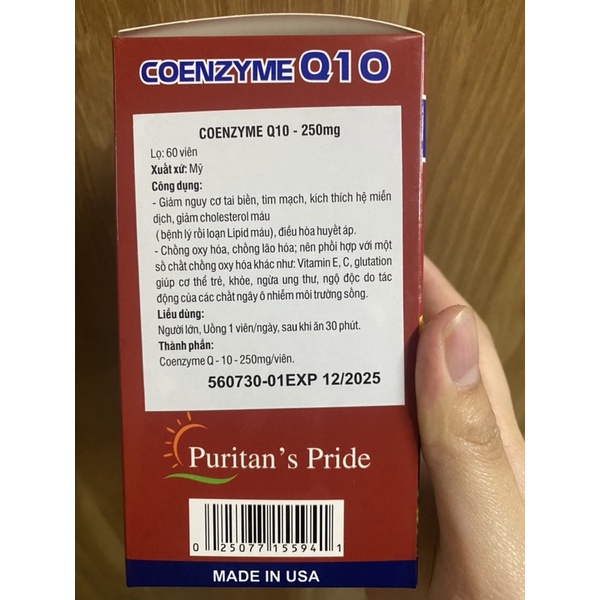 COENZYME Q10
COENZYME Q10 - 250mg
Lọ: 60 viên
Xuất xứ: Mỹ
Công dụng:
- Giảm nguy cơ tai biến, tim mạch, kích thích hệ miến
dịch, giảm cholesterol máu
( bệnh lý rồi loạn Lipid máu), điều hòa huyết áp.
- Chống oxy hóa, chống lão hóa; nên phối hợp với một
số chất chống oxy hóa khác như: Vitamin E, C, glutation
giúp cơ thể trẻ, khỏe, ngừa ung thư, ngộ độc do tác
động của các chất ngây ô nhiễm môi trường sống.
Liều dùng:
Người lớn, Uống 1 viên/ngày, sau khi ăn 30 phút.
Thành phần:
Coenzyme Q - 10 - 250mg/viên.
560730-01EXP 12/2025
Puritan's Pride
0 25077 15594 1
MADE IN USA